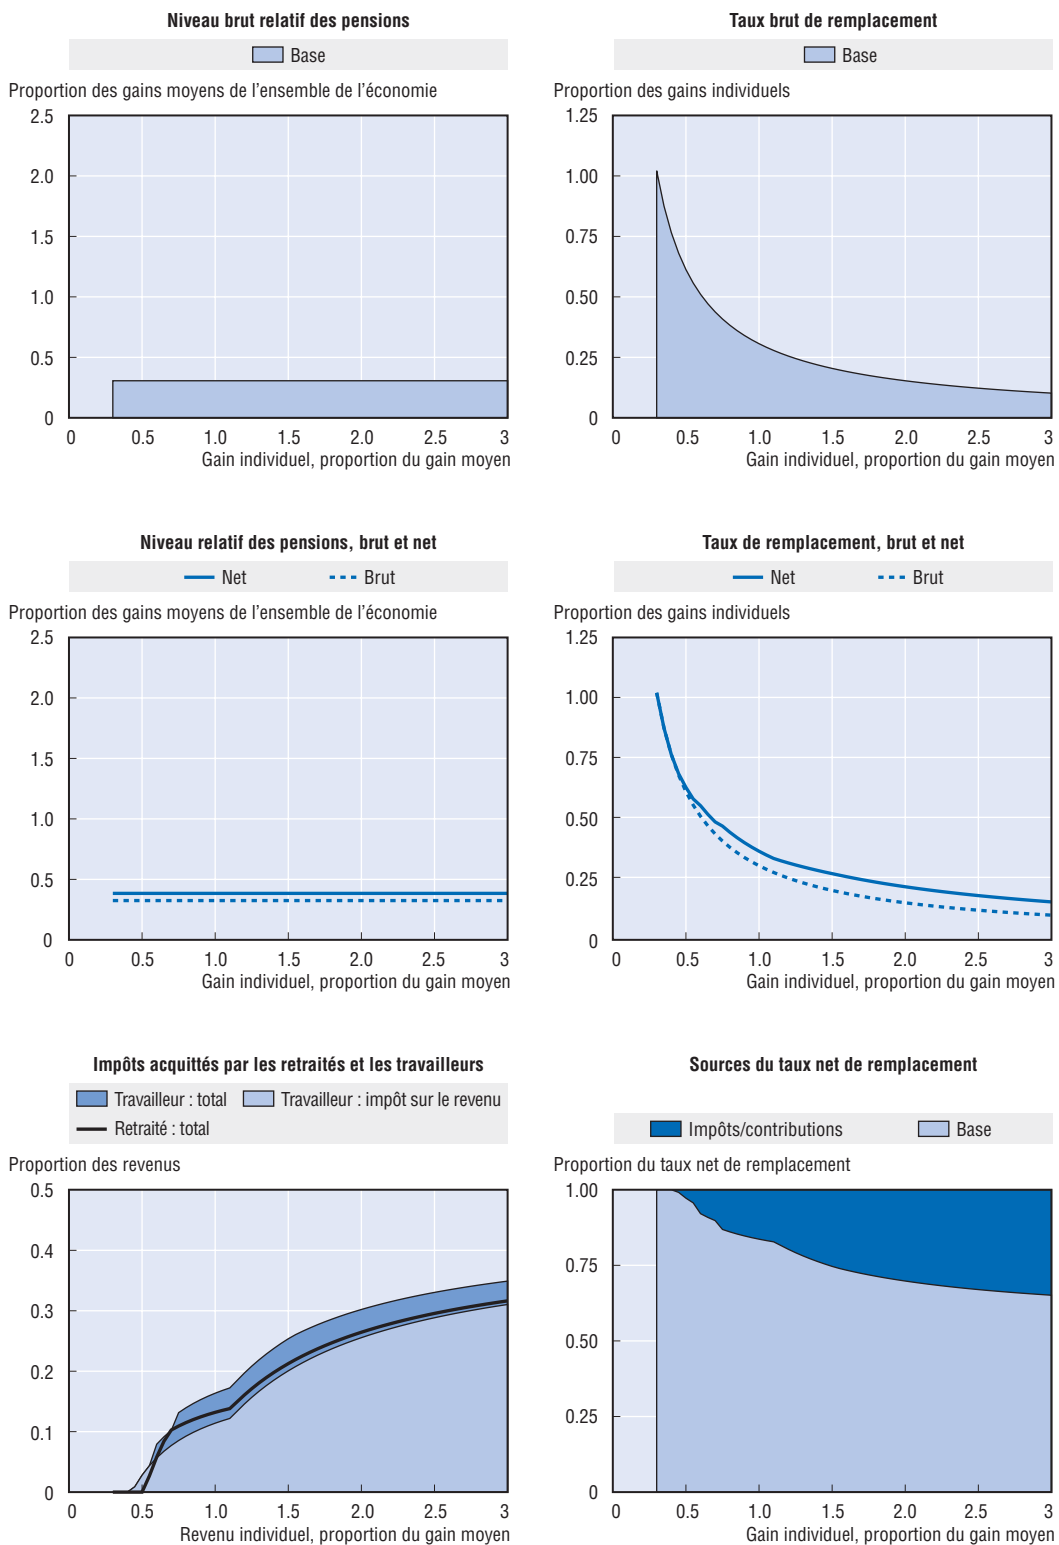 Niveau brut relatif des pensions
Base
Proportion des gains moyens de l'ensemble de l'économie
2.5
2.0
1.5
1.0
0.5
0
0 0.5 1.0 1.5 2.0 2.5 3
Gain individuel, proportion du gain moyen
Taux brut de remplacement
Base
Proportion des gains individuels
1.25
1.00
0.75
0.50
0.25
0
0 0.5 1.0 1.5 2.0 2.5 3
Gain individuel, proportion du gain moyen
Niveau relatif des pensions, brut et net
Net Brut
Proportion des gains moyens de l'ensemble de l'économie
2.5
2.0
1.5
1.0
0.5
0
0 0.5 1.0 1.5 2.0 2.5 3
Gain individuel, proportion du gain moyen
Taux de remplacement, brut et net
Net Brut
Proportion des gains individuels
1.25
1.00
0.75
0.50
0.25
0
0 0.5 1.0 1.5 2.0 2.5 3
Gain individuel, proportion du gain moyen
Impôts acquittés par les retraités et les travailleurs
Travailleur : total Travailleur : impôt sur le revenu
Retraité : total
Proportion des revenus
0.5
0.4
0.3
0.2
0.1
0
0 0.5 1.0 1.5 2.0 2.5 3
Revenu individuel, proportion du gain moyen
Sources du taux net de remplacement
Impôts/contributions Base
Proportion du taux net de remplacement
1.00
0.75
0.50
0.25
0
0 0.5 1.0 1.5 2.0 2.5 3
Gain individuel, proportion du gain moyen